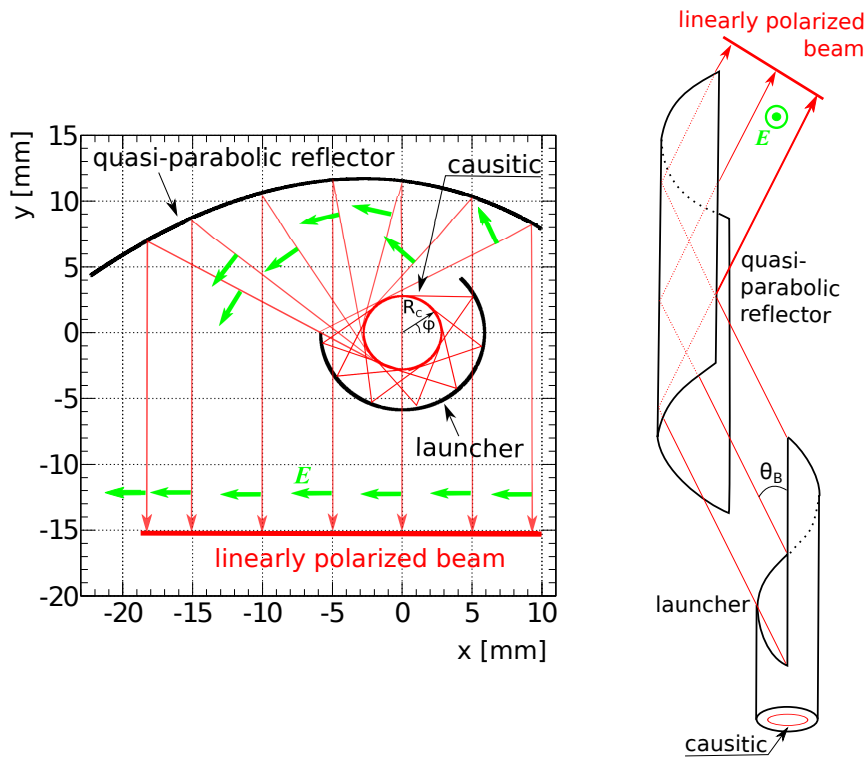 linearly polarized
beam
E
quasi-
parabolic
reflector
θB
launcher
causitic
y [mm]
15
10
5
0
-5
-10
-15
-20
quasi-parabolic reflector
causitic
Rc
φ
launcher
E
linearly polarized beam
-20 -15 -10 -5 0 5 10
x [mm]